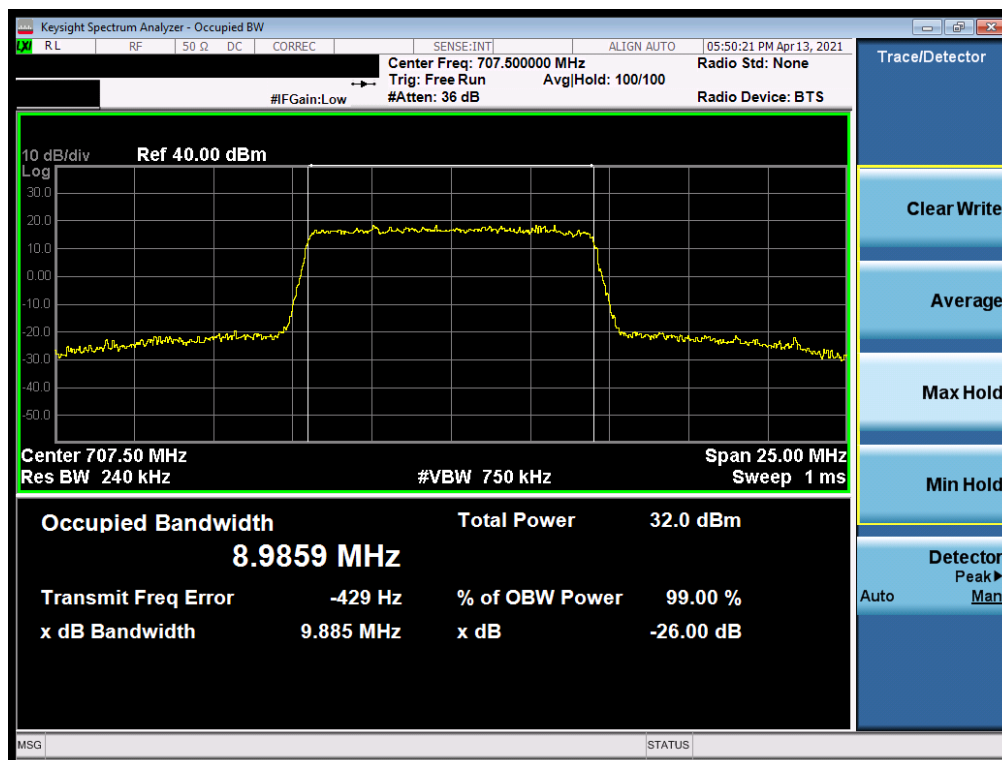 Keysight Spectrum Analyzer - Occupied BW
LXI RL RF 50 Ω DC CORREC SENSE:INT ALIGN AUTO 05:50:21 PM Apr 13, 2021
Center Freq: 707.500000 MHz Radio Std: None
Trig: Free Run Avg|Hold: 100/100
#IFGain:Low #Atten: 36 dB Radio Device: BTS
10 dB/div Ref 40.00 dBm
Log
30.0
20.0
10.0
0.00
-10.0
-20.0
-30.0
-40.0
-50.0
Center 707.50 MHz Span 25.00 MHz
Res BW 240 kHz #VBW 750 kHz Sweep 1 ms
Occupied Bandwidth Total Power 32.0 dBm
8.9859 MHz
Transmit Freq Error -429 Hz % of OBW Power 99.00 %
x dB Bandwidth 9.885 MHz x dB -26.00 dB
MSG STATUS
Trace/Detector
Clear Write
Average
Max Hold
Min Hold
Detector
Peak▶
Auto Man